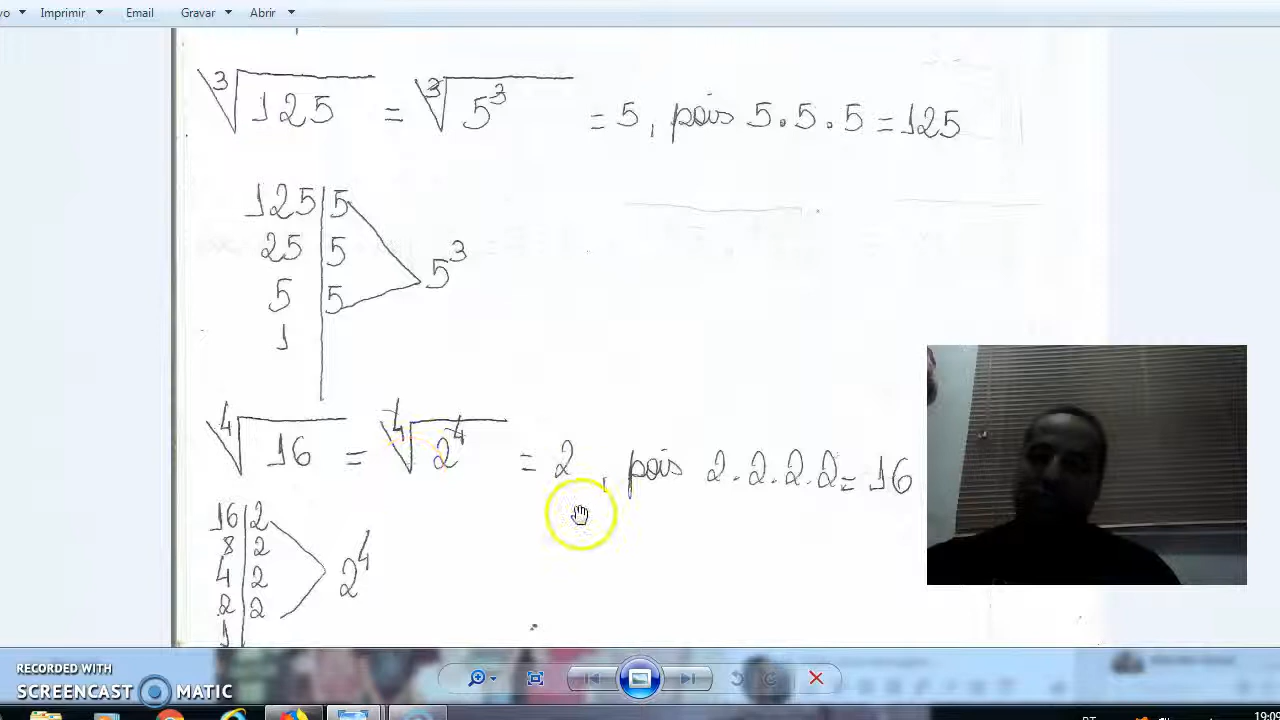 Imprimir Email Gravar Abrir
∛125 = ∛5³ = 5, pois 5.5.5=125
125|5
25|5
5|5 5³
1
∜16 = ∜2⁴ = 2, pois 2.2.2.2=16
16|2
8|2
4|2 2⁴
2|2
1
RECORDED WITH
SCREENCAST MATIC
PT